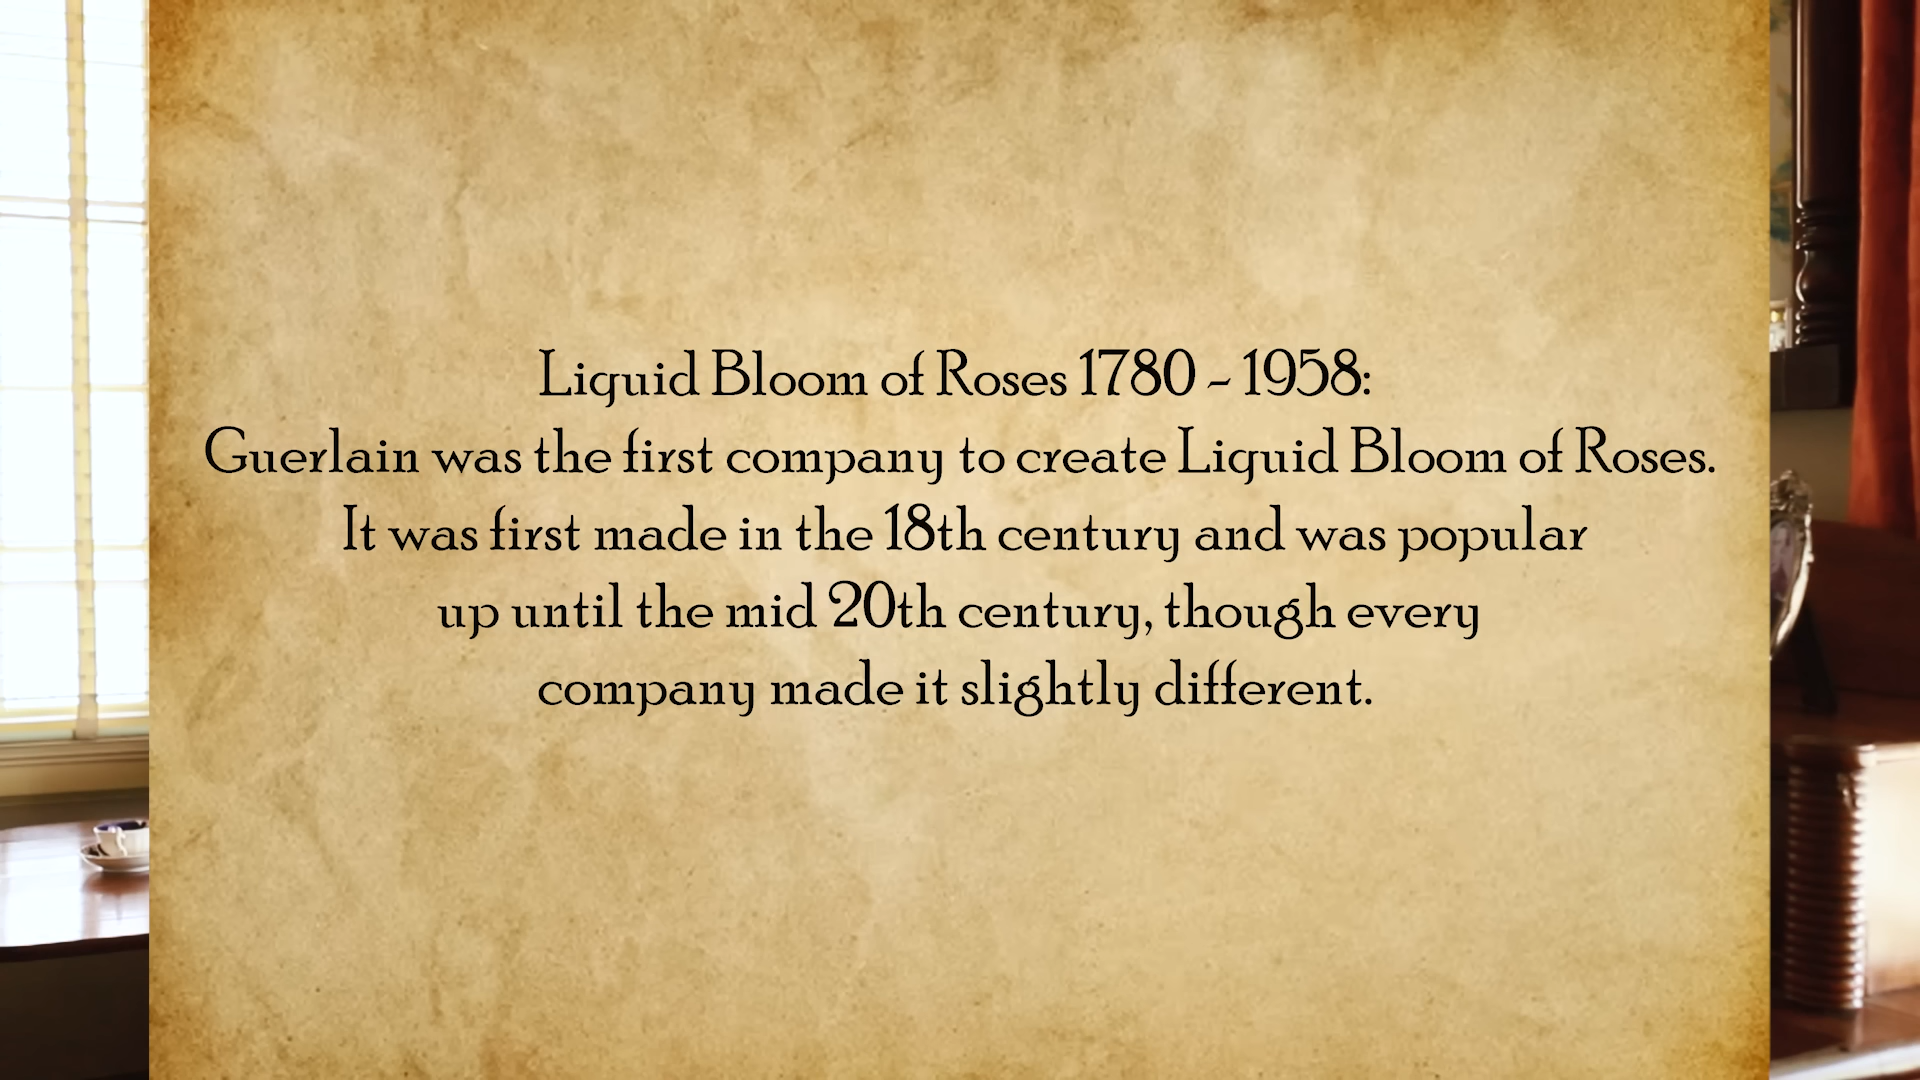 Liquid Bloom of Roses 1780 - 1958:
Guerlain was the first company to create Liquid Bloom of Roses.
It was first made in the 18th century and was popular
up until the mid 20th century, though every
company made it slightly different.